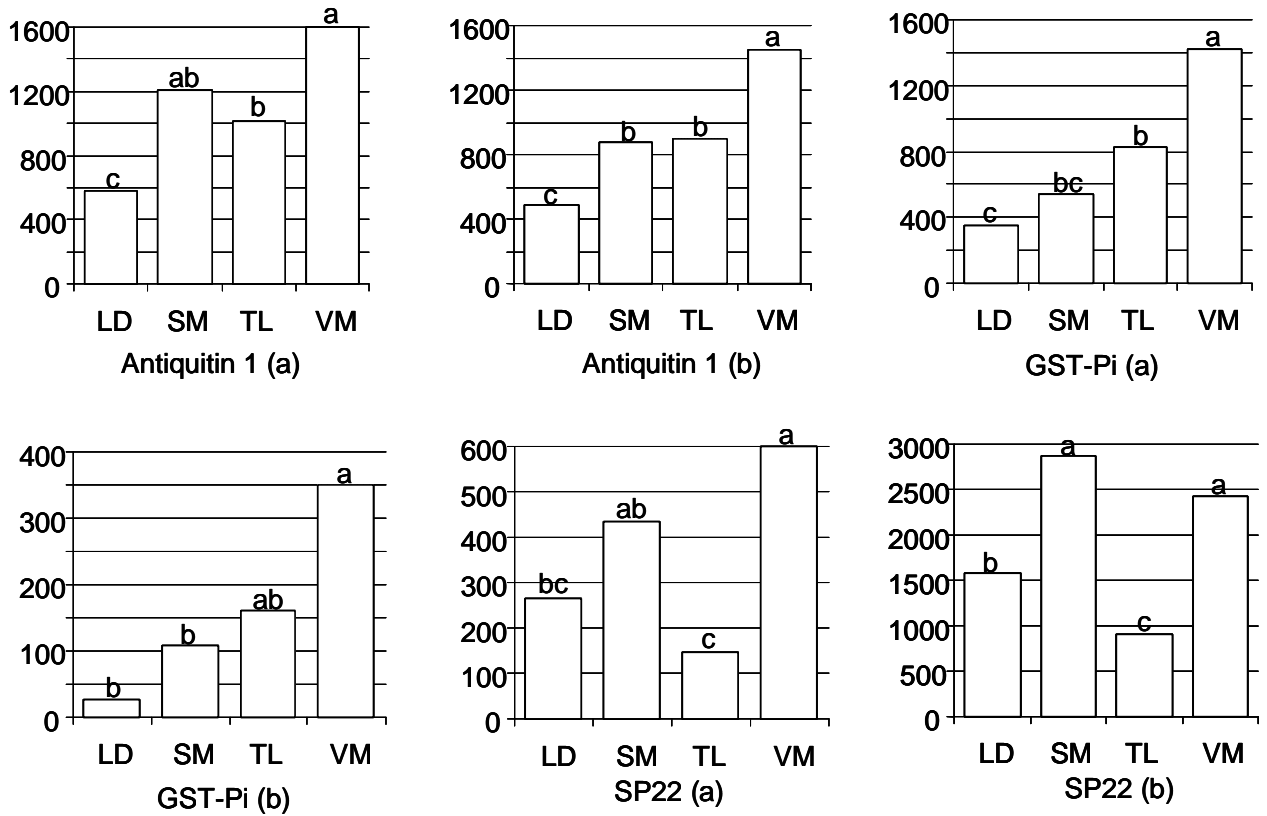 1600
1200
800
400
0
a
ab
b
c
LD SM TL VM
Antiquitin 1 (a)
1600
1200
800
400
0
a
b
b
c
LD SM TL VM
Antiquitin 1 (b)
1600
1200
800
400
0
a
b
bc
c
LD SM TL VM
GST-Pi (a)
400
300
200
100
0
a
ab
b
b
LD SM TL VM
GST-Pi (b)
600
500
400
300
200
100
0
a
ab
bc
c
LD SM TL VM
SP22 (a)
3000
2500
2000
1500
1000
500
0
a
a
b
c
LD SM TL VM
SP22 (b)